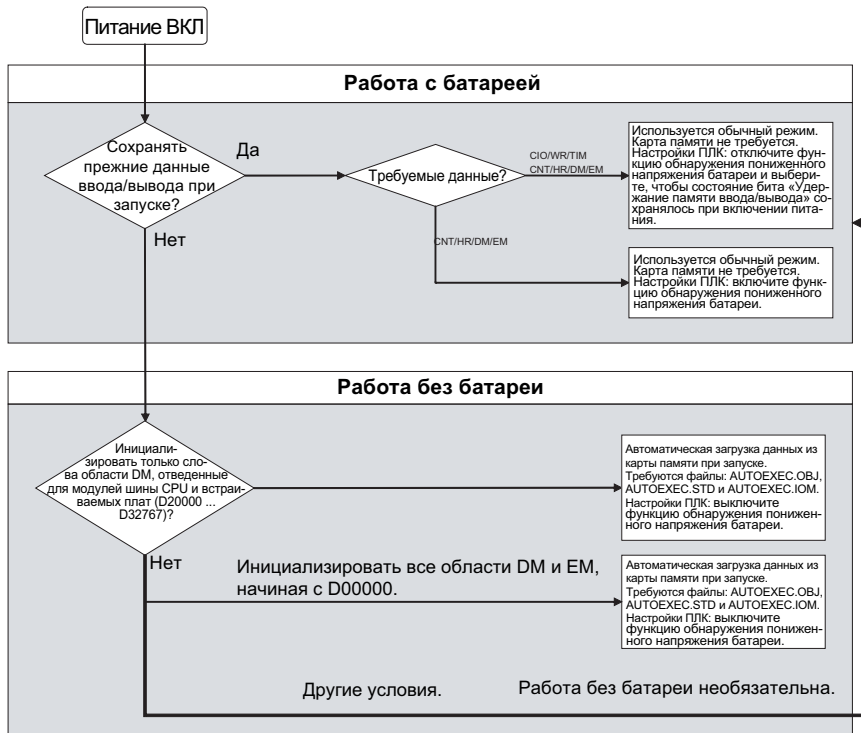 Питание ВКЛ
Работа с батареей
Сохранять
прежние данные
ввода/вывода при
запуске?
Да
Требуемые данные?
CIO/WR/TIM
CNT/HR/DM/EM
Используется обычный режим.
Карта памяти не требуется.
Настройки ПЛК: отключите фун-
кцию обнаружения пониженного
напряжения батареи и выбери-
те, чтобы состояние бита «Удер-
жание памяти ввода/вывода» со-
хранялось при включении пита-
ния.
Нет
CNT/HR/DM/EM
Используется обычный режим.
Карта памяти не требуется.
Настройки ПЛК: включите функ-
цию обнаружения пониженного
напряжения батареи.
Работа без батареи
Инициали-
зировать только сло-
ва области DM, отведенные
для модулей шины CPU и встра-
иваемых плат (D20000 ...
D32767)?
Автоматическая загрузка данных из
карты памяти при запуске.
Требуются файлы: AUTOEXEC.OBJ,
AUTOEXEC.STD и AUTOEXEC.IOM.
Настройки ПЛК: выключите
функцию обнаружения понижен-
ного напряжения батареи.
Нет
Инициализировать все области DM и EM,
начиная с D00000.
Автоматическая загрузка данных из
карты памяти при запуске.
Требуются файлы: AUTOEXEC.OBJ,
AUTOEXEC.STD и AUTOEXEC.IOM.
Настройки ПЛК: выключите
функцию обнаружения понижен-
ного напряжения батареи.
Другие условия.
Работа без батареи необязательна.